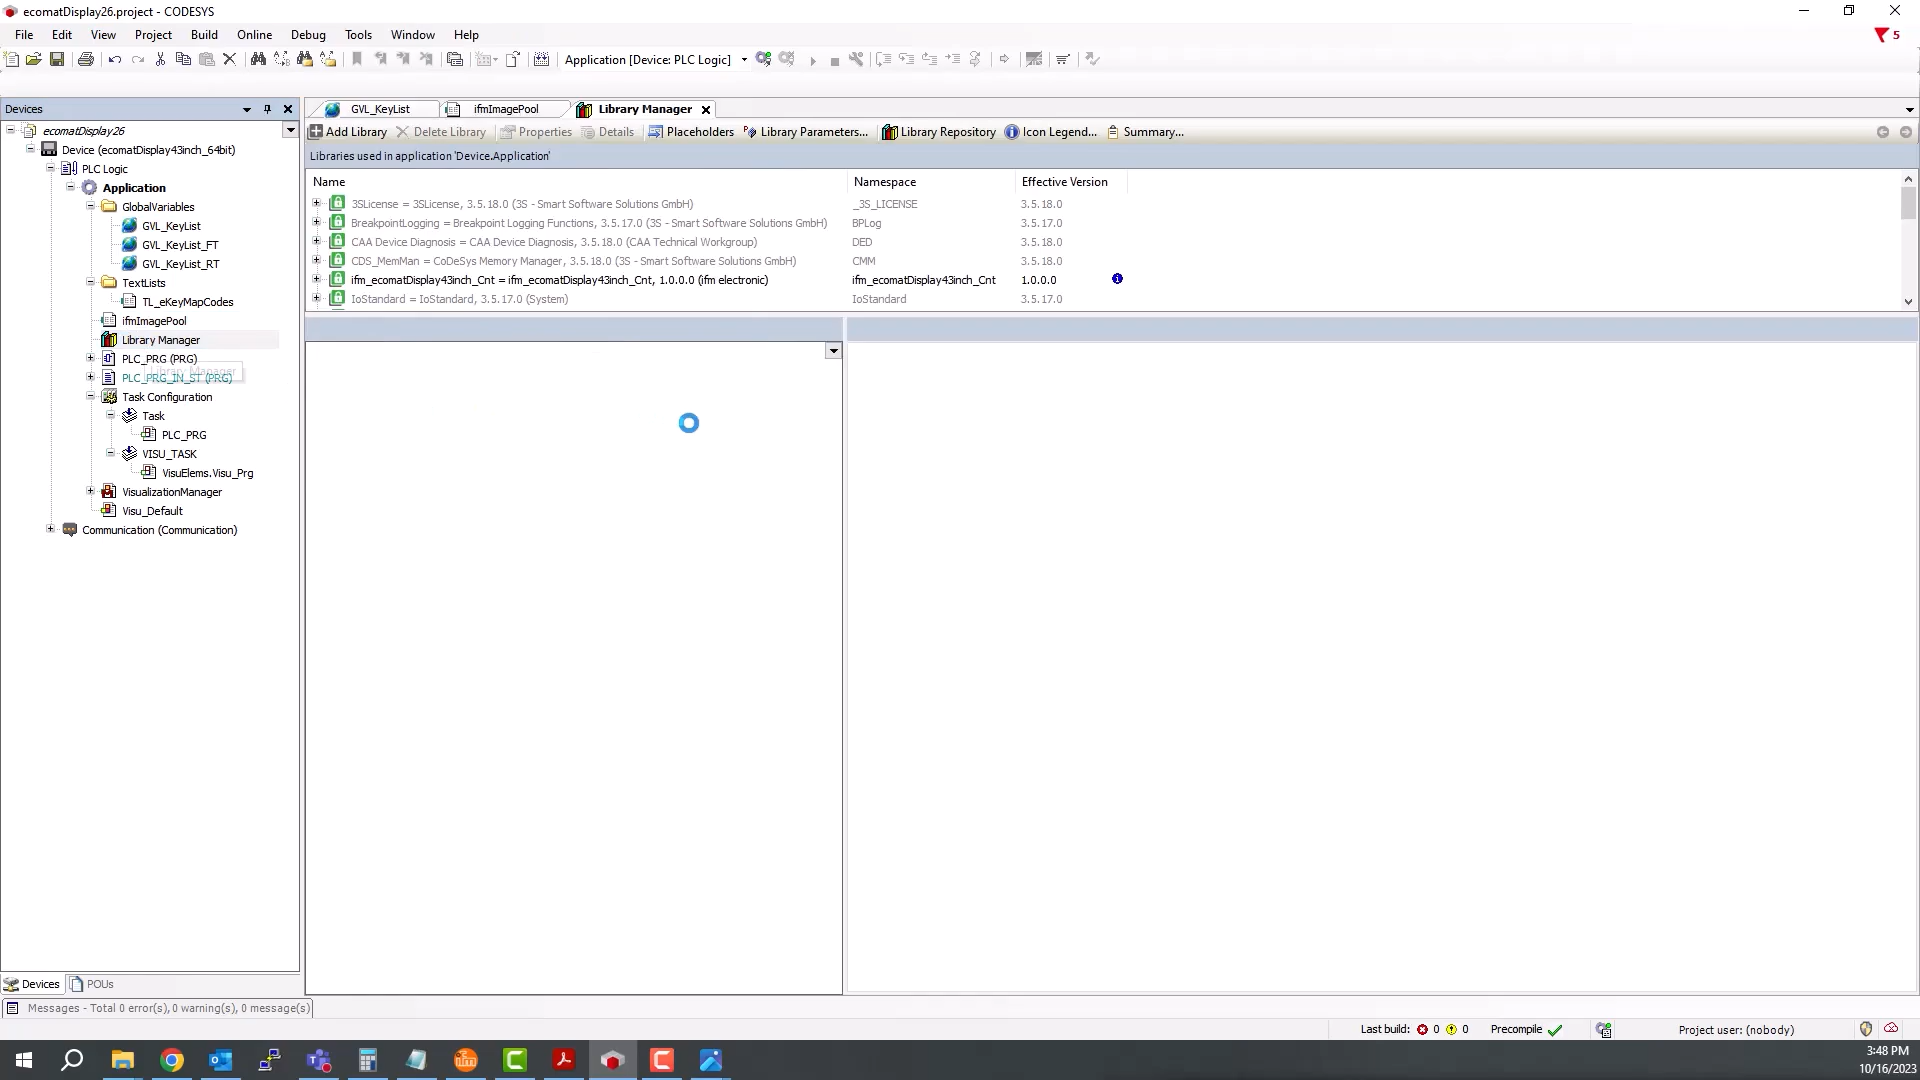 ecomatDisplay26.project - CODESYS
File Edit View Project Build Online Debug Tools Window Help
5
Application [Device: PLC Logic]
Devices
GVL_KeyList
ifmImagePool
Library Manager
Add Library Delete Library Properties Details Placeholders Library Parameters... Library Repository Icon Legend... Summary...
Libraries used in application 'Device.Application'
Name Namespace Effective Version
3SLicense = 3SLicense, 3.5.18.0 (3S - Smart Software Solutions GmbH) _3S_LICENSE 3.5.18.0
BreakpointLogging = Breakpoint Logging Functions, 3.5.17.0 (3S - Smart Software Solutions GmbH) BPLog 3.5.17.0
CAA Device Diagnosis = CAA Device Diagnosis, 3.5.18.0 (CAA Technical Workgroup) DED 3.5.18.0
CDS_MemMan = CoDeSys Memory Manager, 3.5.18.0 (3S - Smart Software Solutions GmbH) CMM 3.5.18.0
ifm_ecomatDisplay43inch_Cnt = ifm_ecomatDisplay43inch_Cnt, 1.0.0.0 (ifm electronic) ifm_ecomatDisplay43inch_Cnt 1.0.0.0
IoStandard = IoStandard, 3.5.17.0 (System) IoStandard 3.5.17.0
ecomatDisplay26
Device (ecomatDisplay43inch_64bit)
PLC Logic
Application
GlobalVariables
GVL_KeyList
GVL_KeyList_FT
GVL_KeyList_RT
TextLists
TL_eKeyMapCodes
ifmImagePool
Library Manager
PLC_PRG (PRG)
Library Manager
PLC_PRG_IN_ST (PRG)
Task Configuration
Task
PLC_PRG
VISU_TASK
VisuElems.Visu_Prg
VisualizationManager
Visu_Default
Communication (Communication)
Devices POUs
Messages - Total 0 error(s), 0 warning(s), 0 message(s)
Last build: 0 0 Precompile Project user: (nobody)
ifm
3:48 PM
10/16/2023